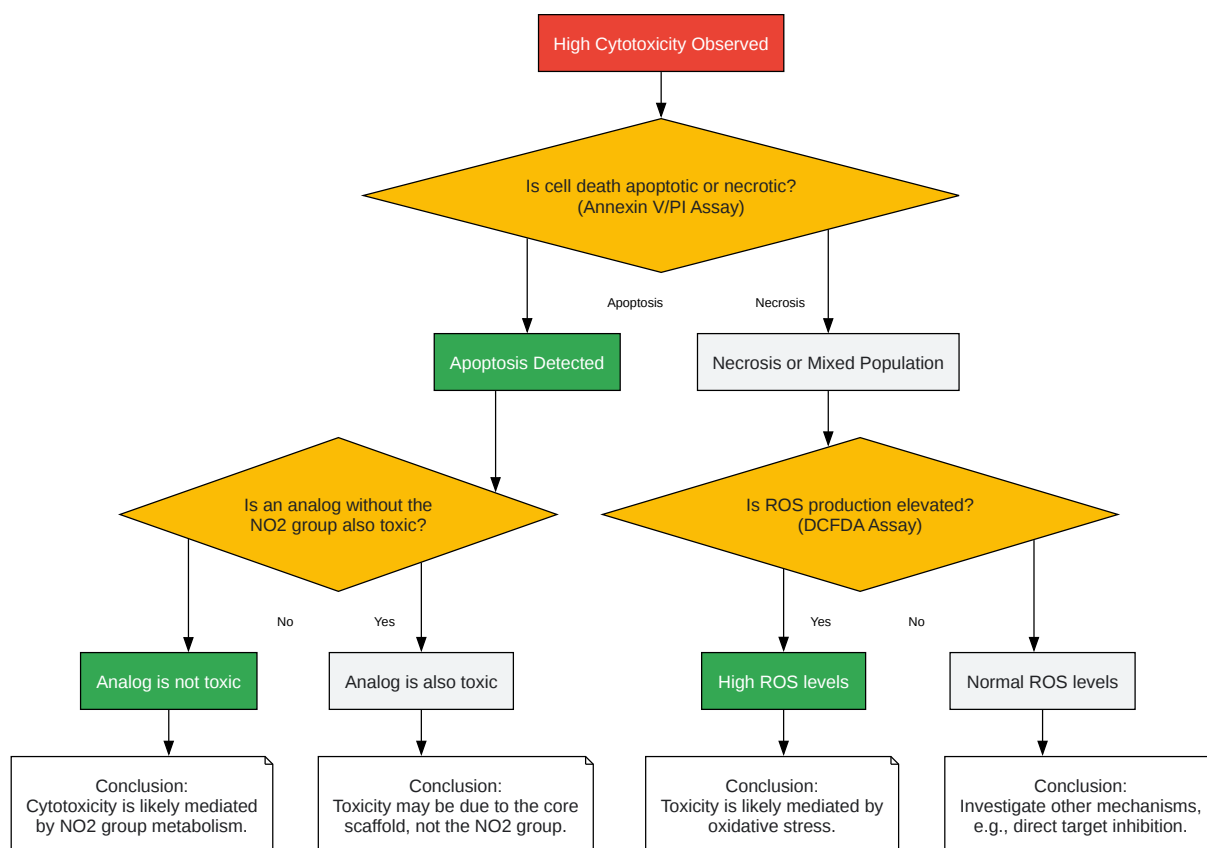 High Cytotoxicity Observed
Is cell death apoptotic or necrotic?
(Annexin V/PI Assay)
Apoptosis
Necrosis
Apoptosis Detected
Necrosis or Mixed Population
Is an analog without the
NO2 group also toxic?
Is ROS production elevated?
(DCFDA Assay)
No
Yes
Yes
No
Analog is not toxic
Analog is also toxic
High ROS levels
Normal ROS levels
Conclusion:
Cytotoxicity is likely mediated
by NO2 group metabolism.
Conclusion:
Toxicity may be due to the core
scaffold, not the NO2 group.
Conclusion:
Toxicity is likely mediated by
oxidative stress.
Conclusion:
Investigate other mechanisms,
e.g., direct target inhibition.